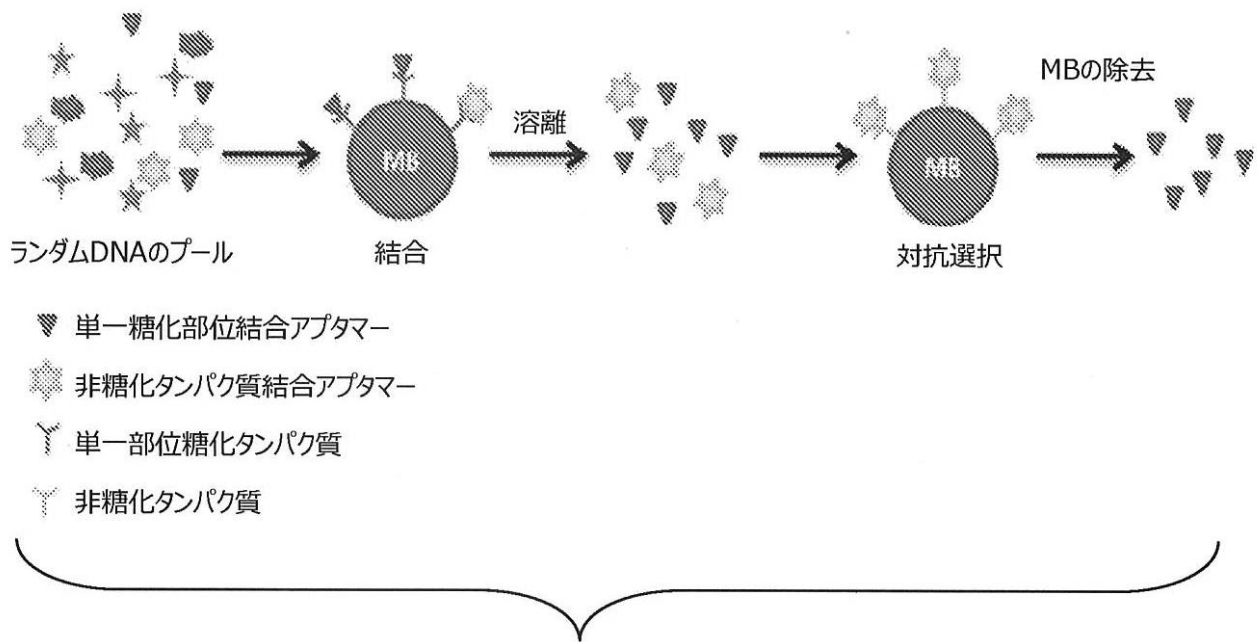 MBの除去
溶離
MB
MB
ランダムDNAのプール
結合
対抗選択
単一糖化部位結合アプタマー
非糖化タンパク質結合アプタマー
単一部位糖化タンパク質
非糖化タンパク質